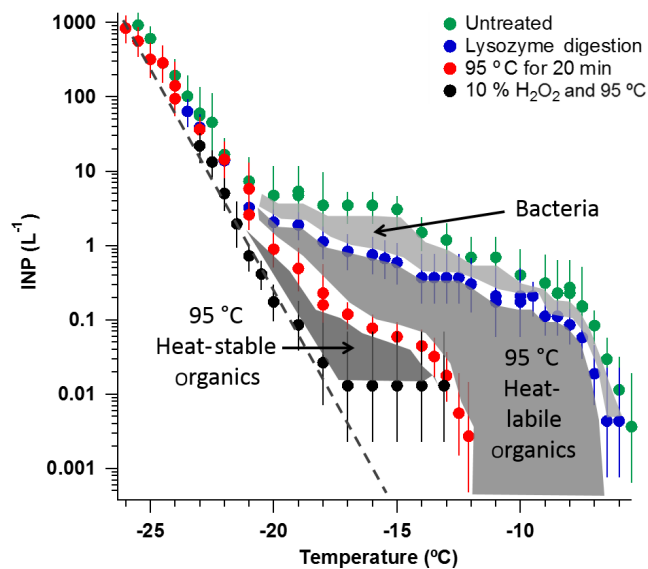 1000
100
10
1
0.1
0.01
0.001
INP (L⁻¹)
Untreated
Lysozyme digestion
95 °C for 20 min
10 % H₂O₂ and 95 °C
Bacteria
95 °C
Heat-stable
organics
95 °C
Heat-
labile
organics
-25
-20
-15
-10
Temperature (ºC)